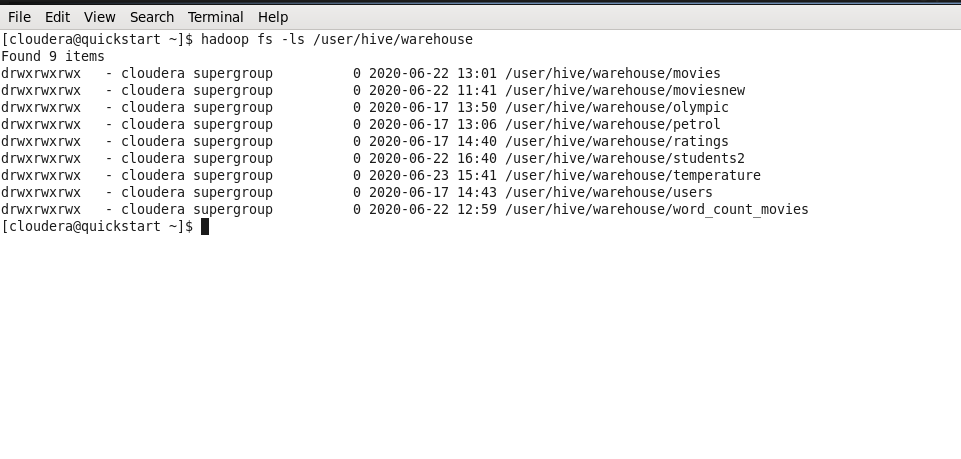 File Edit View Search Terminal Help
[cloudera@quickstart ~]$ hadoop fs -ls /user/hive/warehouse
Found 9 items
drwxrwxrwx   - cloudera supergroup          0 2020-06-22 13:01 /user/hive/warehouse/movies
drwxrwxrwx   - cloudera supergroup          0 2020-06-22 11:41 /user/hive/warehouse/moviesnew
drwxrwxrwx   - cloudera supergroup          0 2020-06-17 13:50 /user/hive/warehouse/olympic
drwxrwxrwx   - cloudera supergroup          0 2020-06-17 13:06 /user/hive/warehouse/petrol
drwxrwxrwx   - cloudera supergroup          0 2020-06-17 14:40 /user/hive/warehouse/ratings
drwxrwxrwx   - cloudera supergroup          0 2020-06-22 16:40 /user/hive/warehouse/students2
drwxrwxrwx   - cloudera supergroup          0 2020-06-23 15:41 /user/hive/warehouse/temperature
drwxrwxrwx   - cloudera supergroup          0 2020-06-17 14:43 /user/hive/warehouse/users
drwxrwxrwx   - cloudera supergroup          0 2020-06-22 12:59 /user/hive/warehouse/word_count_movies
[cloudera@quickstart ~]$